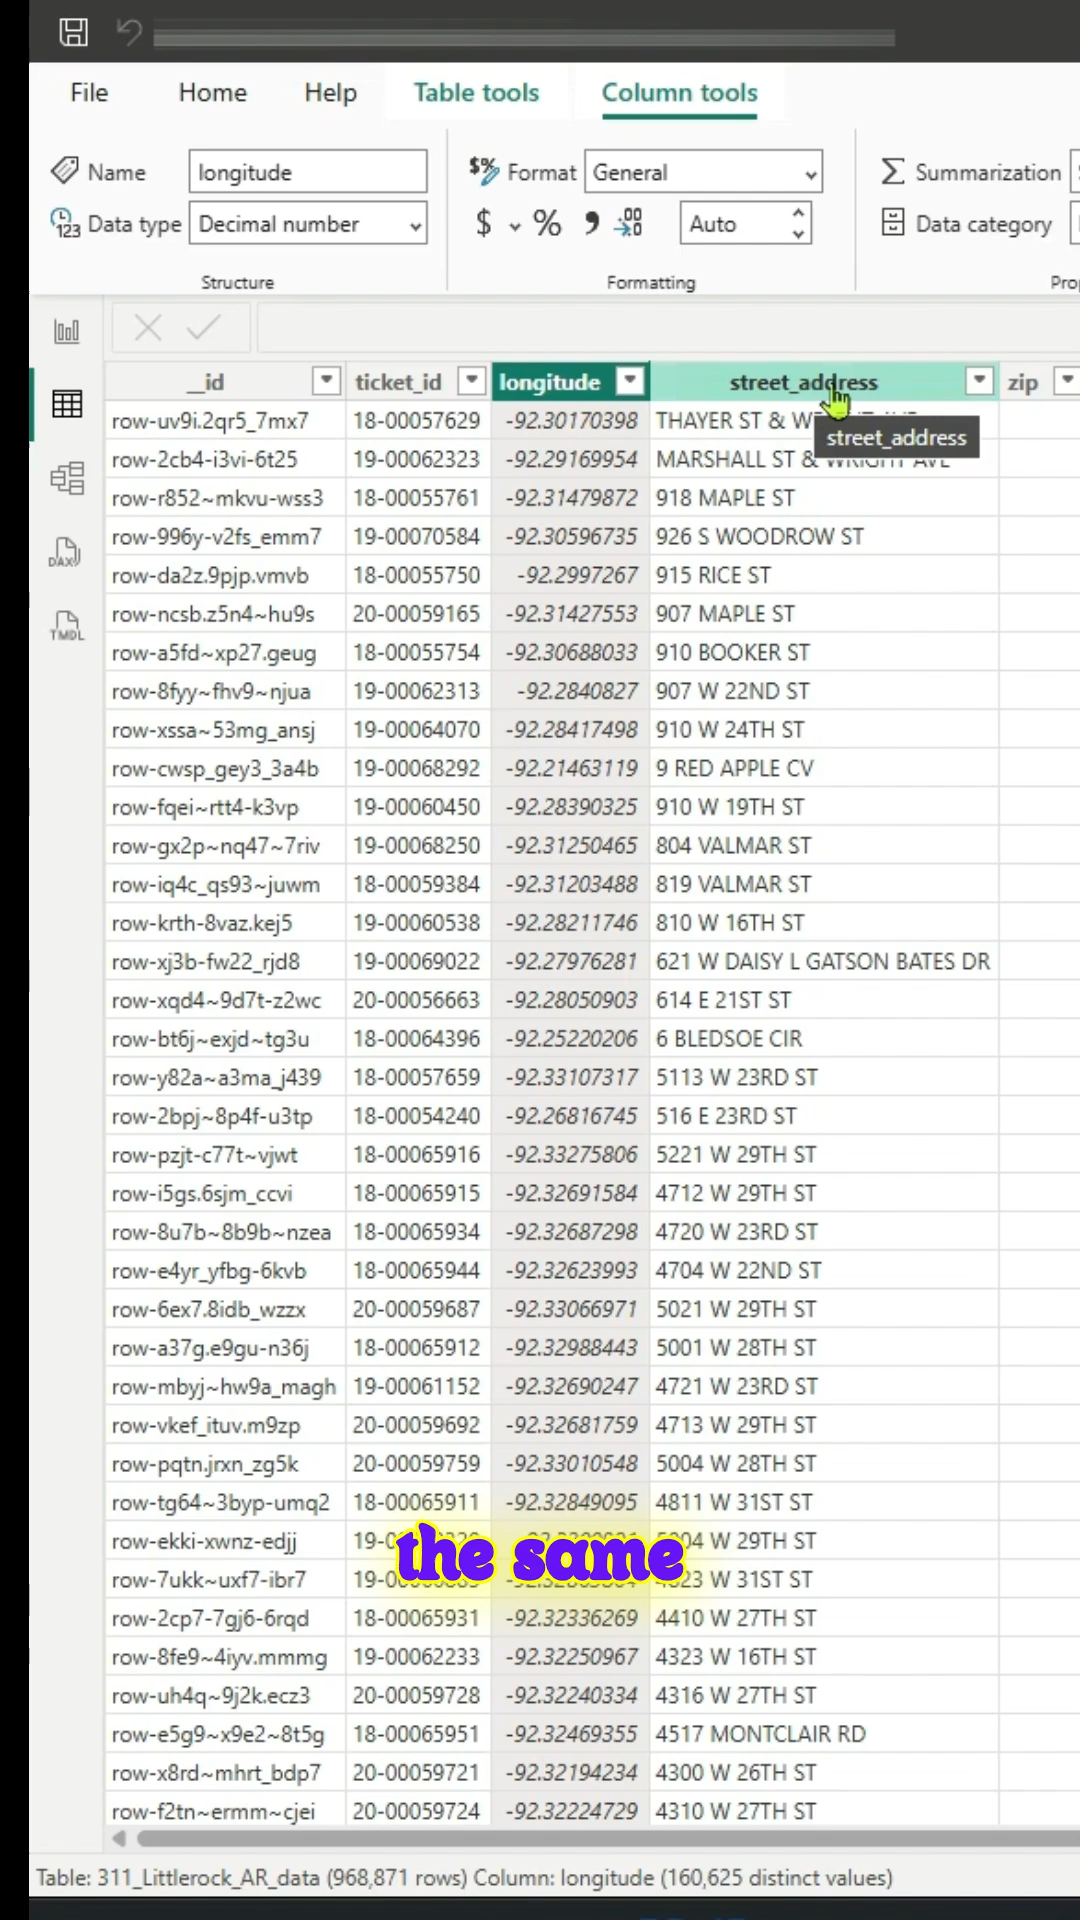 File Home Help Table tools Column tools
Name longitude Format General Summarization
Data type Decimal number $ % Auto Data category
Structure Formatting
__id ticket_id longitude street_address zip
row-uv9i.2qr5_7mx7 18-00057629 -92.30170398 THAYER ST &
street_address
row-2cb4-i3vi-6t25 19-00062323 -92.29169954 MARSHALL ST & WRIGHT AVE
row-r852~mkvu-wss3 18-00055761 -92.31479872 918 MAPLE ST
row-996y-v2fs_emm7 19-00070584 -92.30596735 926 S WOODROW ST
row-da2z.9pjp.vmvb 18-00055750 -92.2997267 915 RICE ST
DAX
row-ncsb.z5n4~hu9s 20-00059165 -92.31427553 907 MAPLE ST
TMDL
row-a5fd~xp27.geug 18-00055754 -92.30688033 910 BOOKER ST
row-8fyy~fhv9~njua 19-00062313 -92.2840827 907 W 22ND ST
row-xssa~53mg_ansj 19-00064070 -92.28417498 910 W 24TH ST
row-cwsp_gey3_3a4b 19-00068292 -92.21463119 9 RED APPLE CV
row-fqei~rtt4-k3vp 19-00060450 -92.28390325 910 W 19TH ST
row-gx2p~nq47~7riv 19-00068250 -92.31250465 804 VALMAR ST
row-iq4c_qs93~juwm 18-00059384 -92.31203488 819 VALMAR ST
row-krth-8vaz.kej5 19-00060538 -92.28211746 810 W 16TH ST
row-xj3b-fw22_rjd8 19-00069022 -92.27976281 621 W DAISY L GATSON BATES DR
row-xqd4~9d7t-z2wc 20-00056663 -92.28050903 614 E 21ST ST
row-bt6j~exjd~tg3u 18-00064396 -92.25220206 6 BLEDSOE CIR
row-y82a~a3ma_j439 18-00057659 -92.33107317 5113 W 23RD ST
row-2bpj~8p4f-u3tp 18-00054240 -92.26816745 516 E 23RD ST
row-pzjt-c77t~vjwt 18-00065916 -92.33275806 5221 W 29TH ST
row-i5gs.6sjm_ccvi 18-00065915 -92.32691584 4712 W 29TH ST
row-8u7b~8b9b~nzea 18-00065934 -92.32687298 4720 W 23RD ST
row-e4yr_yfbg-6kvb 18-00065944 -92.32623993 4704 W 22ND ST
row-6ex7.8idb_wzzx 20-00059687 -92.33066971 5021 W 29TH ST
row-a37g.e9gu-n36j 18-00065912 -92.32988443 5001 W 28TH ST
row-mbyj~hw9a_magh 19-00061152 -92.32690247 4721 W 23RD ST
row-vkef_ituv.m9zp 20-00059692 -92.32681759 4713 W 29TH ST
row-pqtn.jrxn_zg5k 20-00059759 -92.33010548 5004 W 28TH ST
row-tg64~3byp-umq2 18-00065911 -92.32849095 4811 W 31ST ST
row-ekki-xwnz-edjj W 29TH ST
the same
row-7ukk~uxf7-ibr7 W 31ST ST
row-2cp7-7gj6-6rqd 18-00065931 -92.32336269 4410 W 27TH ST
row-8fe9~4iyv.mmmg 19-00062233 -92.32250967 4323 W 16TH ST
row-uh4q~9j2k.ecz3 20-00059728 -92.32240334 4316 W 27TH ST
row-e5g9~x9e2~8t5g 18-00065951 -92.32469355 4517 MONTCLAIR RD
row-x8rd~mhrt_bdp7 20-00059721 -92.32194234 4300 W 26TH ST
row-f2tn~ermm~cjei 20-00059724 -92.32224729 4310 W 27TH ST
Table: 311_Littlerock_AR_data (968,871 rows) Column: longitude (160,625 distinct values)